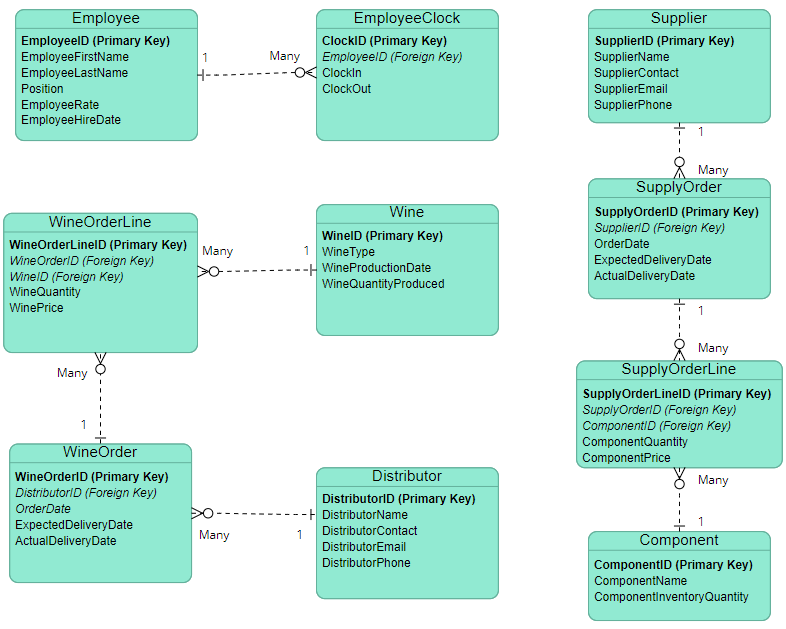 Employee
EmployeeID (Primary Key)
EmployeeFirstName
EmployeeLastName
Position
EmployeeRate
EmployeeHireDate
1
Many
EmployeeClock
ClockID (Primary Key)
EmployeeID (Foreign Key)
ClockIn
ClockOut
Supplier
SupplierID (Primary Key)
SupplierName
SupplierContact
SupplierEmail
SupplierPhone
1
Many
SupplyOrder
SupplyOrderID (Primary Key)
SupplierID (Foreign Key)
OrderDate
ExpectedDeliveryDate
ActualDeliveryDate
1
Many
SupplyOrderLine
SupplyOrderLineID (Primary Key)
SupplyOrderID (Foreign Key)
ComponentID (Foreign Key)
ComponentQuantity
ComponentPrice
Many
1
Component
ComponentID (Primary Key)
ComponentName
ComponentInventoryQuantity
WineOrderLine
WineOrderLineID (Primary Key)
WineOrderID (Foreign Key)
WineID (Foreign Key)
WineQuantity
WinePrice
Many
1
Wine
WineID (Primary Key)
WineType
WineProductionDate
WineQuantityProduced
Many
1
WineOrder
WineOrderID (Primary Key)
DistributorID (Foreign Key)
OrderDate
ExpectedDeliveryDate
ActualDeliveryDate
Many
1
Distributor
DistributorID (Primary Key)
DistributorName
DistributorContact
DistributorEmail
DistributorPhone